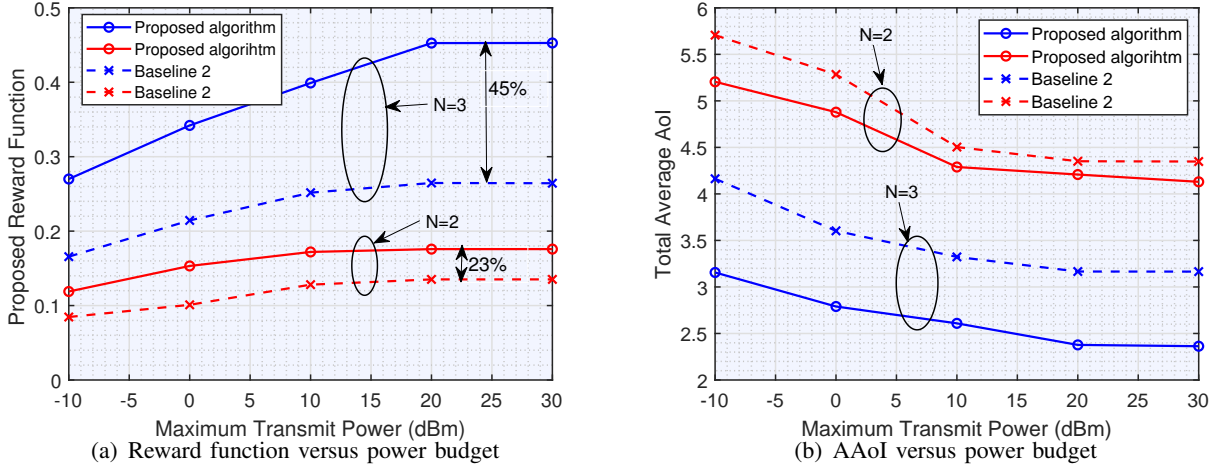 Proposed algorithm
Proposed algorihtm
Baseline 2
Baseline 2
N=3
45%
N=2
23%
Proposed Reward Function
0.5
0.4
0.3
0.2
0.1
0
-10 -5 0 5 10 15 20 25 30
Maximum Transmit Power (dBm)
(a) Reward function versus power budget
Proposed algorithm
Proposed algorihtm
Baseline 2
Baseline 2
N=2
N=3
Total Average AoI
6
5.5
5
4.5
4
3.5
3
2.5
2
-10 -5 0 5 10 15 20 25 30
Maximum Transmit Power (dBm)
(b) AAoI versus power budget